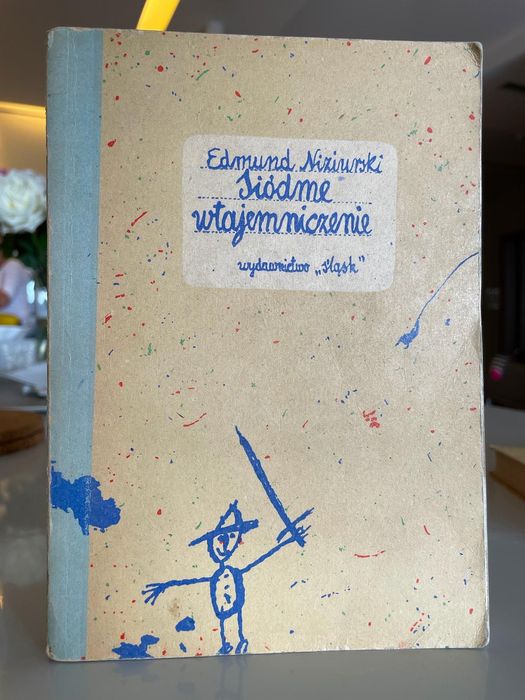 Edmund Niziurski
Siódme
wtajemniczenie
wydawnictwo „Śląsk"